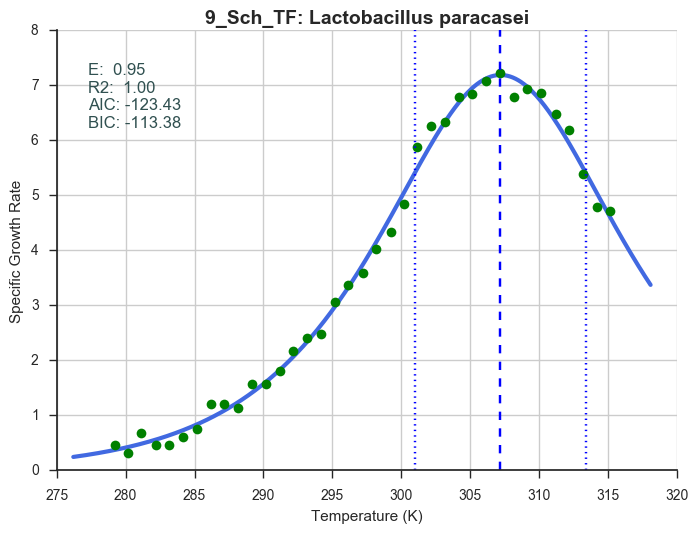 9_Sch_TF: Lactobacillus paracasei
8
7
6
5
4
3
2
1
0
E:  0.95
R2:  1.00
AIC: -123.43
BIC: -113.38
Specific Growth Rate
275 280 285 290 295 300 305 310 315 320
Temperature (K)